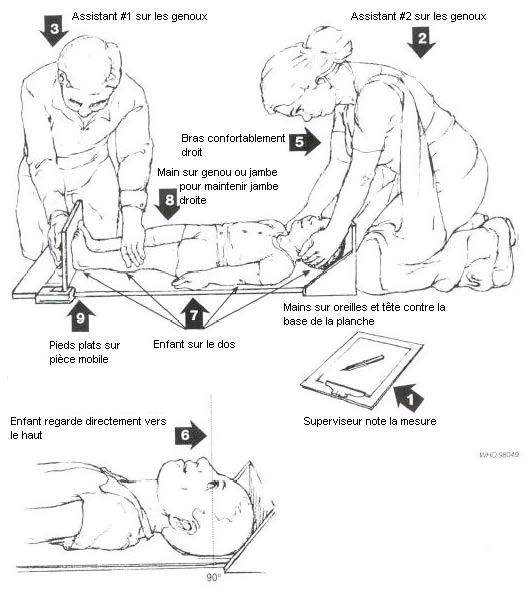 Assistant #1 sur les genoux
3
Assistant #2 sur les genoux
2
Bras confortablement
droit
5
Main sur genou ou jambe
pour maintenir jambe
droite
8
9
7
Mains sur oreilles et tête contre la
base de la planche
Pieds plats sur
pièce mobile
Enfant sur le dos
1
Superviseur note la mesure
Enfant regarde directement vers
le haut
6
WHO 98049
90°